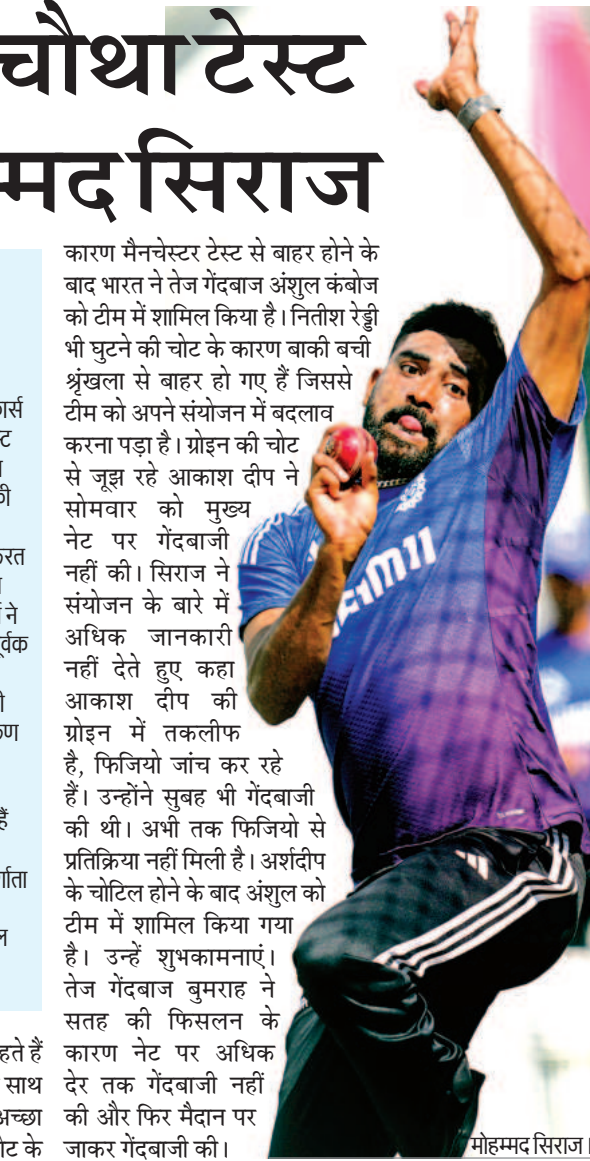 चौथा टेस्ट
मद सिराज
कारण मैनचेस्टर टेस्ट से बाहर होने के
बाद भारत ने तेज गेंदबाज अंशुल कंबोज
को टीम में शामिल किया है। नितीश रेड्डी
भी घुटने की चोट के कारण बाकी बची
श्रृंखला से बाहर हो गए हैं जिससे
टीम को अपने संयोजन में बदलाव
करना पड़ा है। ग्रोइन की चोट
से जूझ रहे आकाश दीप ने
सोमवार को मुख्य
नेट पर गेंदबाजी
नहीं की। सिराज ने
संयोजन के बारे में
अधिक जानकारी
नहीं देते हुए कहा
आकाश दीप की
ग्रोइन में तकलीफ
है, फिजियो जांच कर रहे
हैं। उन्होंने सुबह भी गेंदबाजी
की थी। अभी तक फिजियो से
प्रतिक्रिया नहीं मिली है। अर्शदीप
के चोटिल होने के बाद अंशुल को
टीम में शामिल किया गया
है। उन्हें शुभकामनाएं।
तेज गेंदबाज बुमराह ने
सतह की फिसलन के
कारण नेट पर अधिक
देर तक गेंदबाजी नहीं
की और फिर मैदान पर
जाकर गेंदबाजी की।
हते हैं
साथ
अच्छा
ोट के
मोहम्मद सिराज।